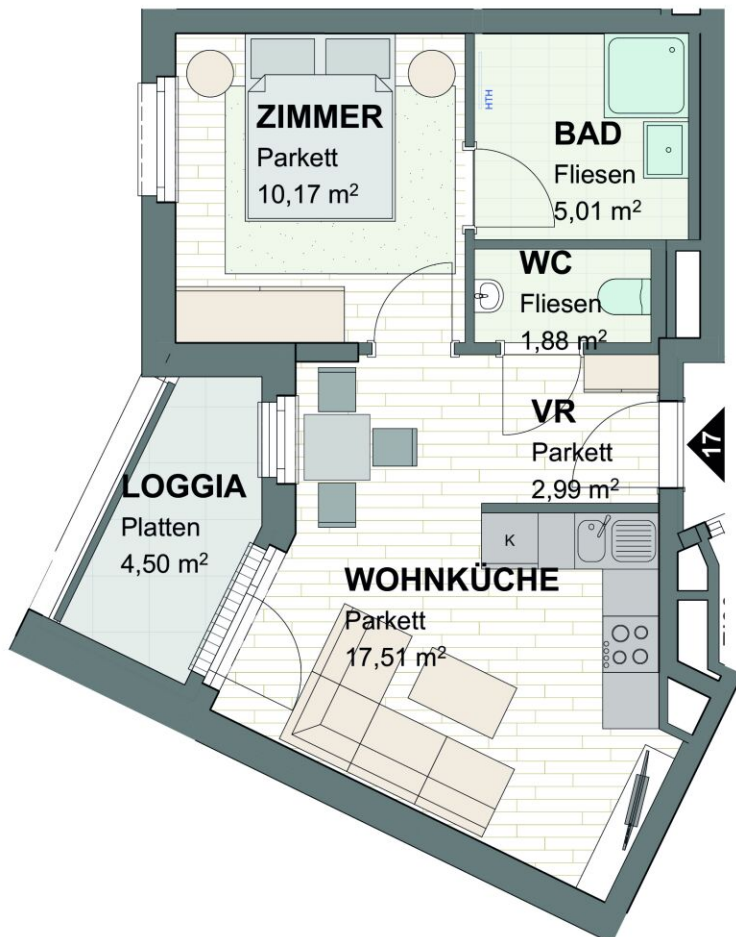 ZIMMER
Parkett
10,17 m²
HTH
BAD
Fliesen
5,01 m²
WC
Fliesen
1,88 m²
VR
Parkett
2,99 m²
17
LOGGIA
Platten
4,50 m²
K
WOHNKÜCHE
Parkett
17,51 m²